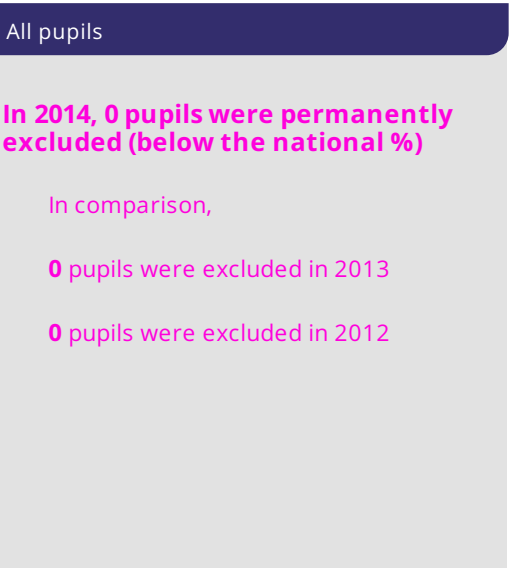 All pupils
In 2014, 0 pupils were permanently
excluded (below the national %)
In comparison,
0 pupils were excluded in 2013
0 pupils were excluded in 2012